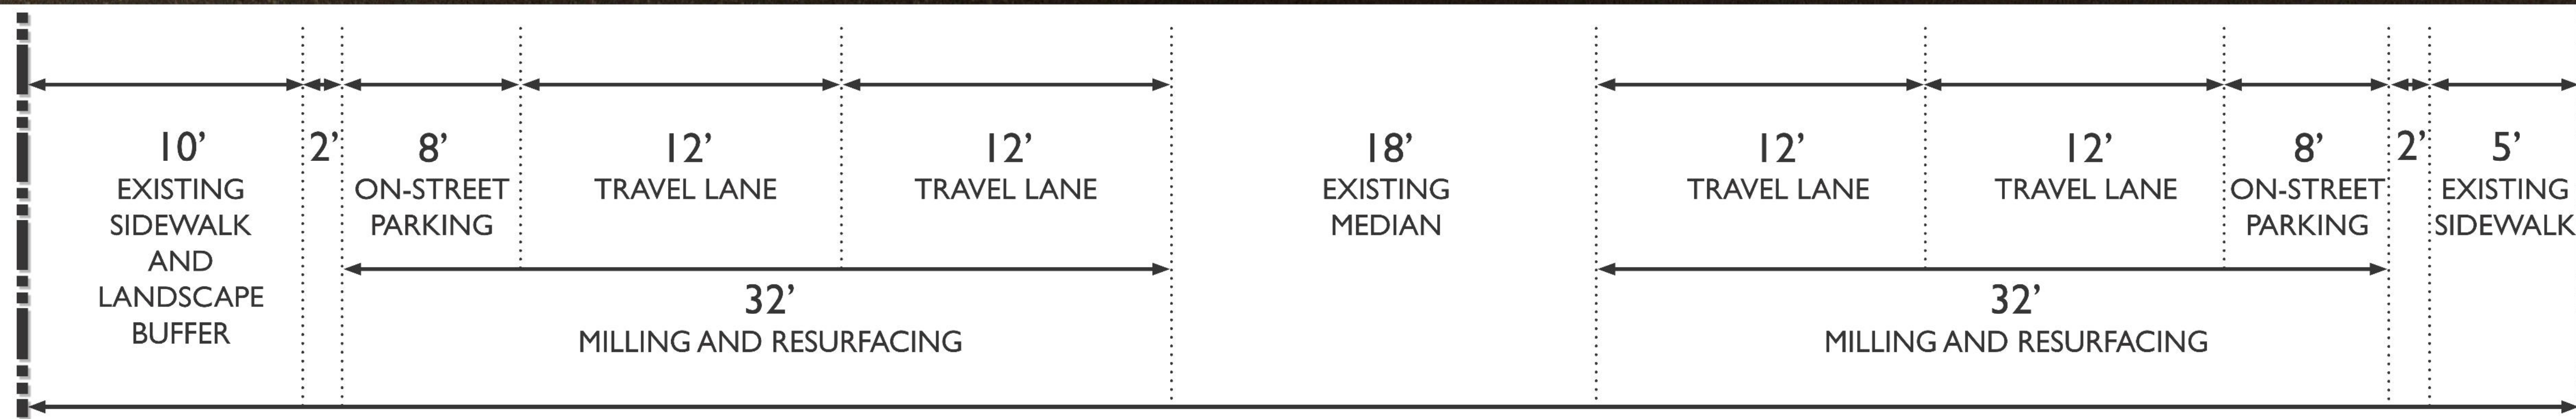 10’
EXISTING
SIDEWALK
AND
LANDSCAPE
BUFFER
2’
8’
ON-STREET
PARKING
12’
TRAVEL LANE
12’
TRAVEL LANE
32’
MILLING AND RESURFACING
18’
EXISTING
MEDIAN
12’
TRAVEL LANE
12’
TRAVEL LANE
8’
ON-STREET
PARKING
32’
MILLING AND RESURFACING
2’
5’
EXISTING
SIDEWALK